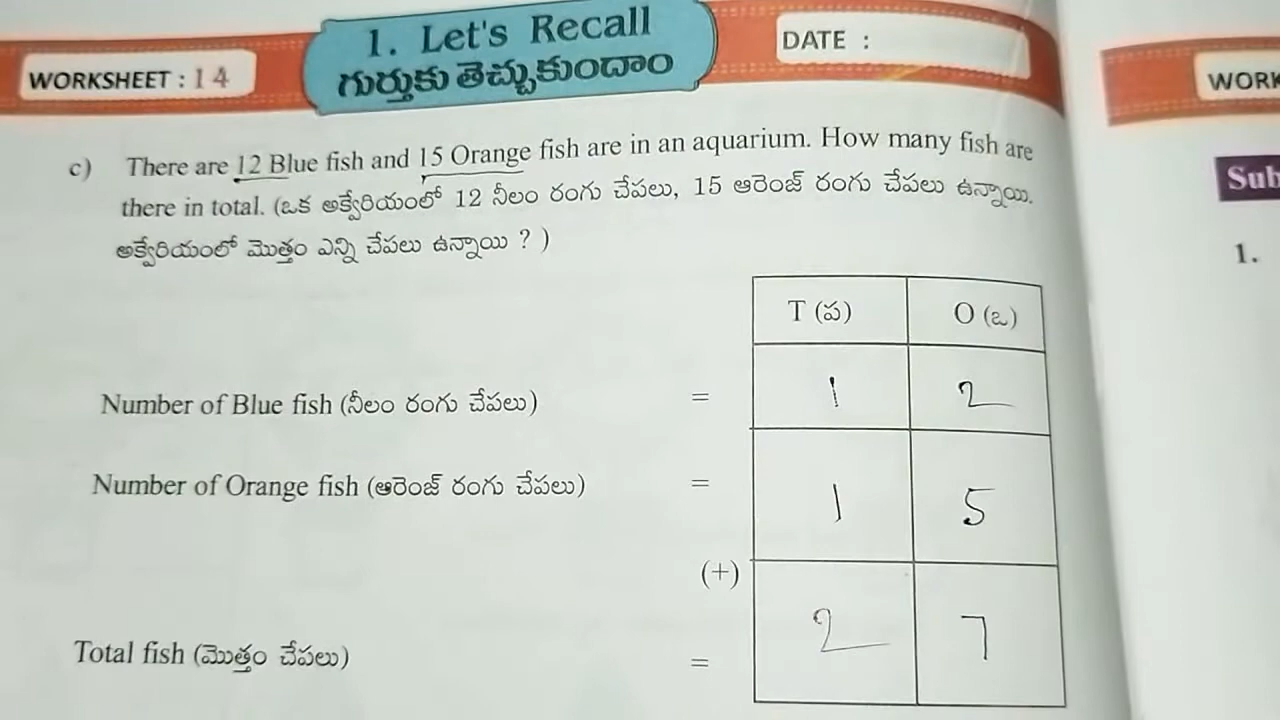 1. Let's Recall
గుర్తుకు తెచ్చుకుందాం
WORKSHEET : 14
DATE :
c) There are 12 Blue fish and 15 Orange fish are in an aquarium. How many fish are
there in total. (ఒక అక్వేరియంలో 12 నీలం రంగు చేపలు, 15 ఆరెంజ్ రంగు చేపలు ఉన్నాయి.
అక్వేరియంలో మొత్తం ఎన్ని చేపలు ఉన్నాయి ? )
T (ప) O (ఒ)
Number of Blue fish (నీలం రంగు చేపలు) = 1 2
Number of Orange fish (ఆరెంజ్ రంగు చేపలు) = 1 5
(+)
Total fish (మొత్తం చేపలు) = 2 7
WORK
Sub
1.